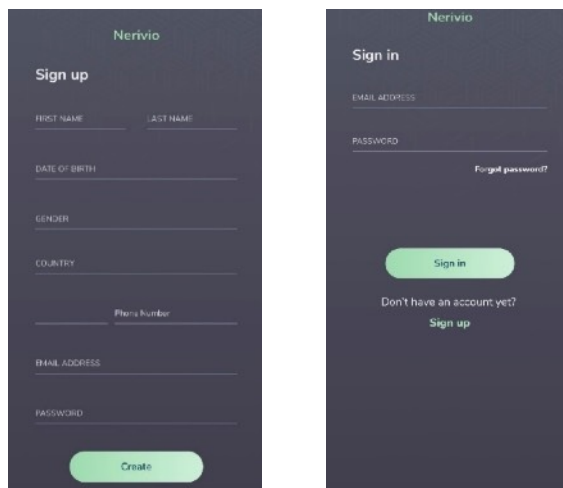 Nerivio
Sign up
FIRST NAME LAST NAME
DATE OF BIRTH
GENDER
COUNTRY
Phone Number
EMAIL ADDRESS
PASSWORD
Create
Nerivio
Sign in
EMAIL ADDRESS
PASSWORD
Forgot password?
Sign in
Don't have an account yet?
Sign up